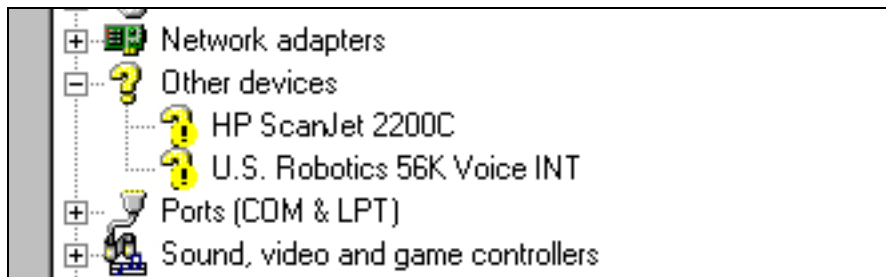 Network adapters
Other devices
HP ScanJet 2200C
U.S. Robotics 56K Voice INT
Ports (COM & LPT)
Sound, video and game controllers